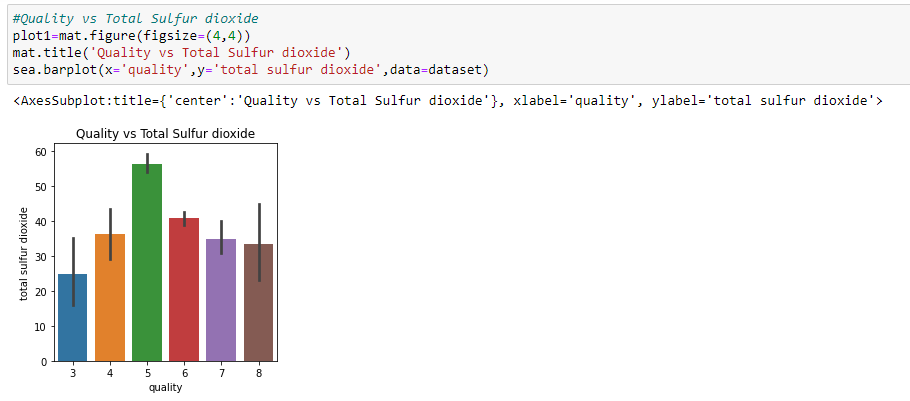 #Quality vs Total Sulfur dioxide
plot1=mat.figure(figsize=(4,4))
mat.title('Quality vs Total Sulfur dioxide')
sea.barplot(x='quality',y='total sulfur dioxide',data=dataset)
<AxesSubplot:title={'center':'Quality vs Total Sulfur dioxide'}, xlabel='quality', ylabel='total sulfur dioxide'>
Quality vs Total Sulfur dioxide
total sulfur dioxide
60
50
40
30
20
10
0
3 4 5 6 7 8
quality